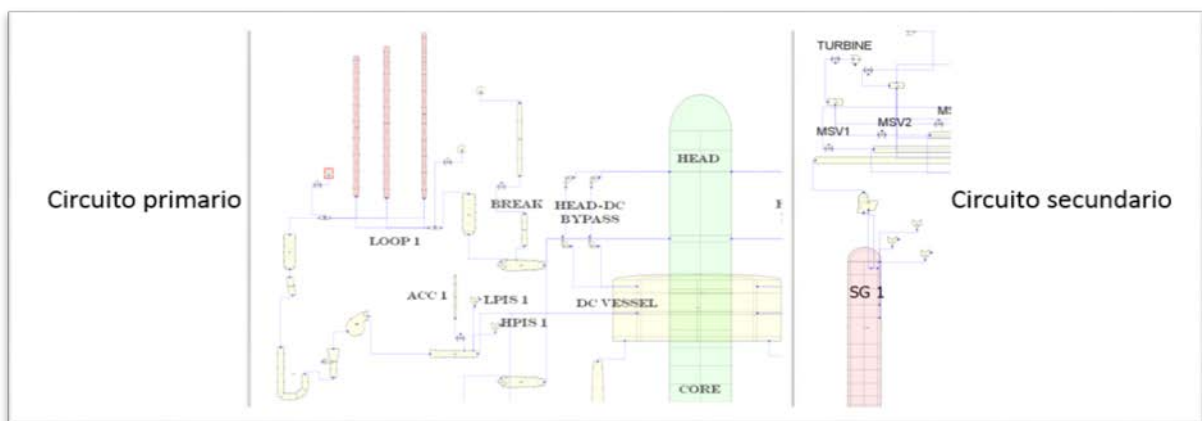 Circuito primario
LOOP 1
BREAK
HEAD-DC
BYPASS
HEAD
ACC 1
LPIS 1
HPIS 1
DC VESSEL
CORE
TURBINE
MSV1
MSV2
SG 1
Circuito secundario